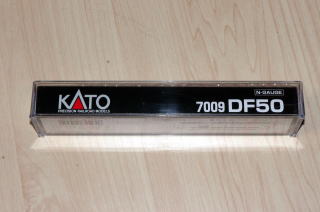 KATO
PRECISION RAILROAD MODELS
N-GAUGE
7009 DF50